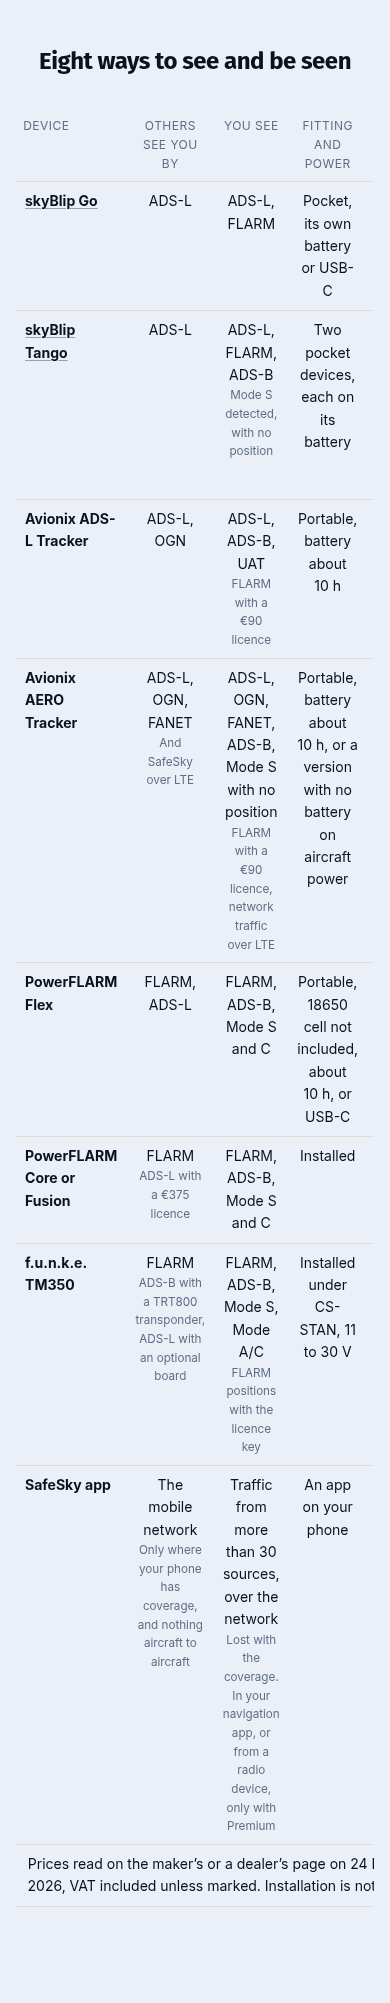 Eight ways to see and be seen
DEVICE
OTHERS SEE YOU BY
YOU SEE
FITTING AND POWER
skyBlip Go
ADS-L
ADS-L,
FLARM
Pocket,
its own
battery
or USB-
C
skyBlip
Tango
ADS-L
ADS-L,
FLARM,
ADS-B
Mode S
detected,
with no
position
Two
pocket
devices,
each on
its
battery
Avionix ADS-
L Tracker
ADS-L,
OGN
ADS-L,
ADS-B,
UAT
FLARM
with a
€90
licence
Portable,
battery
about
10 h
Avionix
AERO
Tracker
ADS-L,
OGN,
FANET
And
SafeSky
over LTE
ADS-L,
OGN,
FANET,
ADS-B,
Mode S
with no
position
FLARM
with a
€90
licence,
network
traffic
over LTE
Portable,
battery
about
10 h, or a
version
with no
battery
on
aircraft
power
PowerFLARM
Flex
FLARM,
ADS-L
FLARM,
ADS-B,
Mode S
and C
Portable,
18650
cell not
included,
about
10 h, or
USB-C
PowerFLARM
Core or
Fusion
FLARM
ADS-L with
a €375
licence
FLARM,
ADS-B,
Mode S
and C
Installed
f.u.n.k.e.
TM350
FLARM
ADS-B with
a TRT800
transponder,
ADS-L with
an optional
board
FLARM,
ADS-B,
Mode S,
Mode
A/C
FLARM
positions
with the
licence
key
Installed
under
CS-
STAN, 11
to 30 V
SafeSky app
The
mobile
network
Only where
your phone
has
coverage,
and nothing
aircraft to
aircraft
Traffic
from
more
than 30
sources,
over the
network
Lost with
the
coverage.
In your
navigation
app, or
from a
radio
device,
only with
Premium
An app
on your
phone
Prices read on the maker’s or a dealer’s page on 24
2026, VAT included unless marked. Installation is not